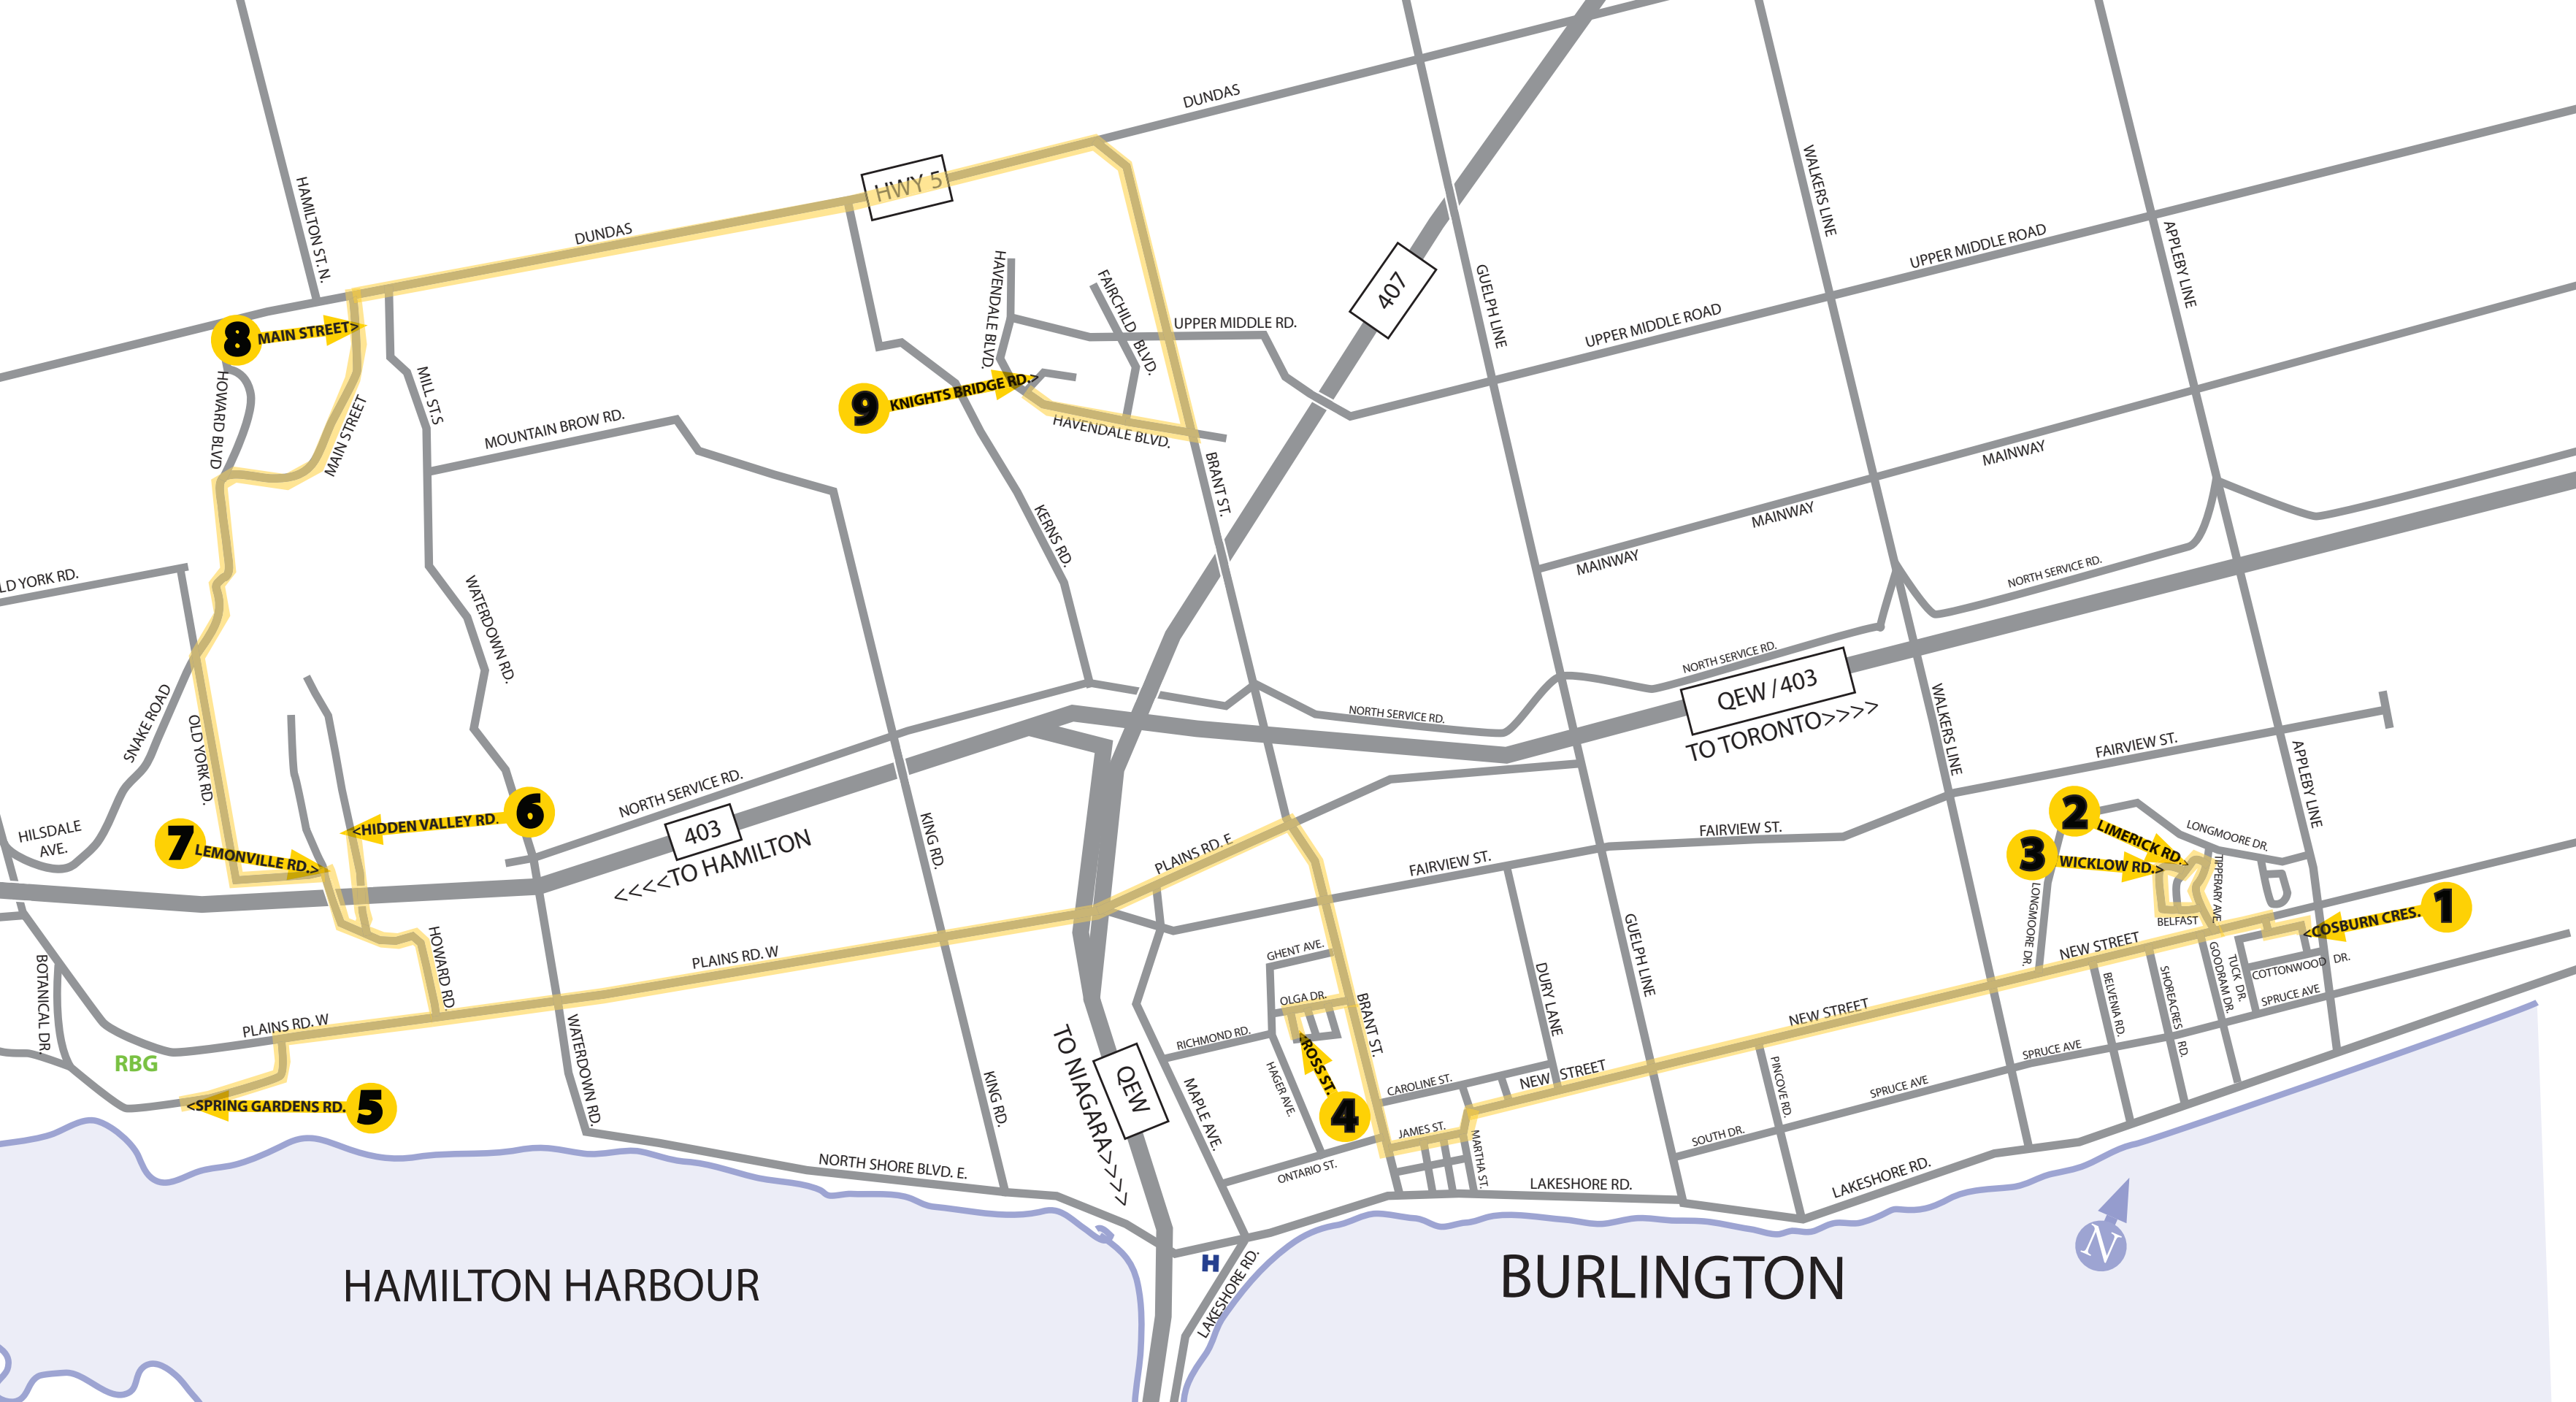 DUNDAS
HAMILTON ST. N.
HWY 5
WALKERS LINE
DUNDAS
APPLEBY LINE
UPPER MIDDLE ROAD
HAVENDALE BLVD.
FAIRCHILD BLVD.
407
GUELPH LINE
8
MAIN STREET>
UPPER MIDDLE RD.
UPPER MIDDLE ROAD
HOWARD BLVD
MAIN STREET
MILL ST.S
9
KNIGHTS BRIDGE RD.>
MOUNTAIN BROW RD.
HAVENDALE BLVD.
BRANT ST.
MAINWAY
MAINWAY
MAINWAY
KERNS RD.
LD YORK RD.
NORTH SERVICE RD.
WATERDOWN RD.
SNAKE ROAD
OLD YORK RD.
NORTH SERVICE RD.
QEW / 403
TO TORONTO>>>>
NORTH SERVICE RD.
WALKERS LINE
FAIRVIEW ST.
APPLEBY LINE
NORTH SERVICE RD.
6
<HIDDEN VALLEY RD.
403
<<<<TO HAMILTON
HILSDALE
AVE.
7
LEMONVILLE RD.>
KING RD.
PLAINS RD. E
FAIRVIEW ST.
FAIRVIEW ST.
2
LIMERICK RD.>
LONGMOORE DR.
3
WICKLOW RD.>
TIPPERARY AVE.
LONGMOORE DR.
BELFAST
1
<COSBURN CRES.
BOTANICAL DR.
HOWARD RD.
PLAINS RD. W
GHENT AVE.
GUELPH LINE
NEW STREET
GOODRAM DR.
TUCK DR.
COTTONWOOD DR.
SPRUCE AVE
BELVENIA RD.
SHOREACRES RD.
DURY LANE
OLGA DR.
BRANT ST.
NEW STREET
PLAINS RD. W
RBG
WATERDOWN RD.
RICHMOND RD.
<ROSS ST.
4
HAGER AVE.
CAROLINE ST.
NEW STREET
PINCOVE RD.
SPRUCE AVE
SPRUCE AVE
<SPRING GARDENS RD.
5
KING RD.
TO NIAGARA>>>>
QEW
MAPLE AVE.
JAMES ST.
MARTHA ST.
SOUTH DR.
ONTARIO ST.
NORTH SHORE BLVD. E.
LAKESHORE RD.
LAKESHORE RD.
N
H
LAKESHORE RD.
HAMILTON HARBOUR
BURLINGTON